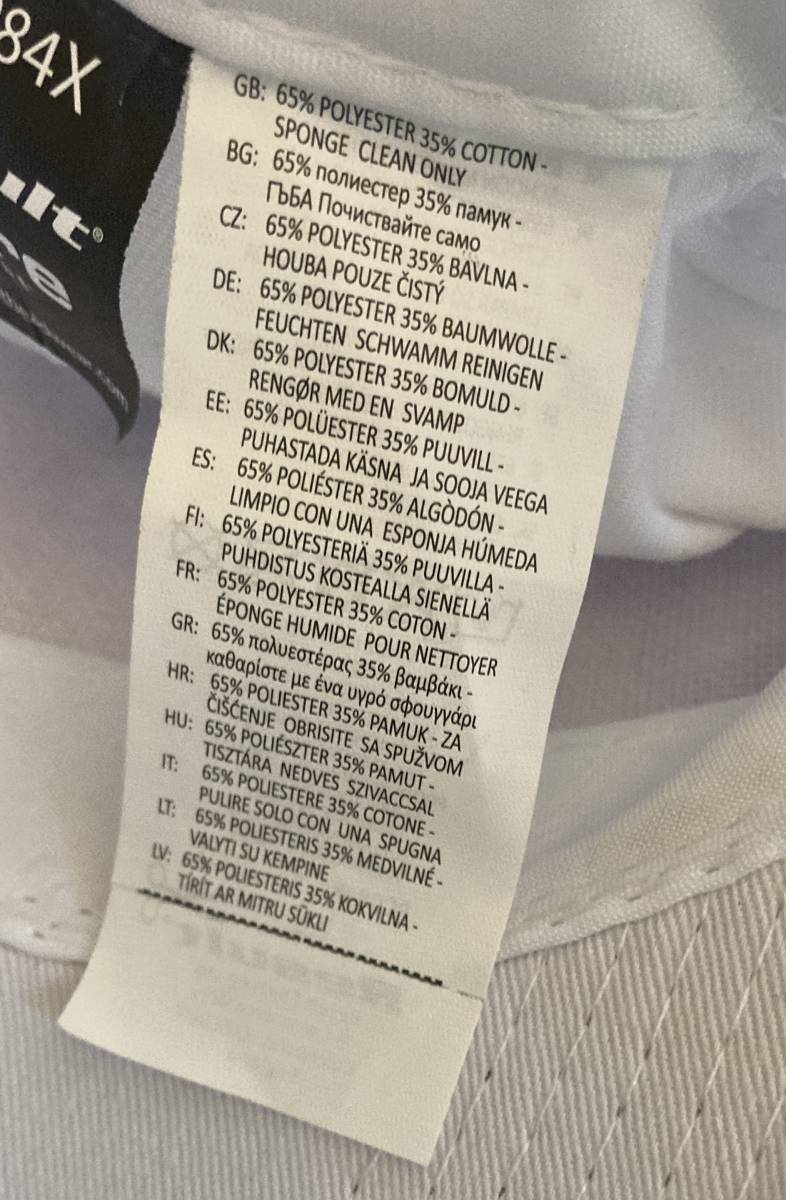 84X
ult®
GB: 65% POLYESTER 35% COTTON -
SPONGE CLEAN ONLY
BG: 65% полиестер 35% памук -
ГЪБА Почиствайте само
CZ: 65% POLYESTER 35% BAVLNA -
HOUBA POUZE ČISTÝ
DE: 65% POLYESTER 35% BAUMWOLLE -
FEUCHTEN SCHWAMM REINIGEN
DK: 65% POLYESTER 35% BOMULD -
RENGØR MED EN SVAMP
EE: 65% POLÜESTER 35% PUUVILL -
PUHASTADA KÄSNA JA SOOJA VEEGA
ES: 65% POLIÉSTER 35% ALGÒDÓN -
LIMPIO CON UNA ESPONJA HÚMEDA
FI: 65% POLYESTERIÄ 35% PUUVILLA -
PUHDISTUS KOSTEALLA SIENELLÄ
FR: 65% POLYESTER 35% COTON -
ÉPONGE HUMIDE POUR NETTOYER
GR: 65% πολυεστέρας 35% βαμβάκι -
καθαρίστε με ένα υγρό σφουγγάρι
HR: 65% POLIESTER 35% PAMUK - ZA
ČIŠĆENJE OBRISITE SA SPUŽVOM
HU: 65% POLIÉSZTER 35% PAMUT -
TISZTÁRA NEDVES SZIVACCSAL
IT: 65% POLIESTERE 35% COTONE -
PULIRE SOLO CON UNA SPUGNA
LT: 65% POLIESTERIS 35% MEDVILNÉ -
VALYTI SU KEMPINE
LV: 65% POLIESTERIS 35% KOKVILNA -
TÍRÍT AR MITRU SŪKLI